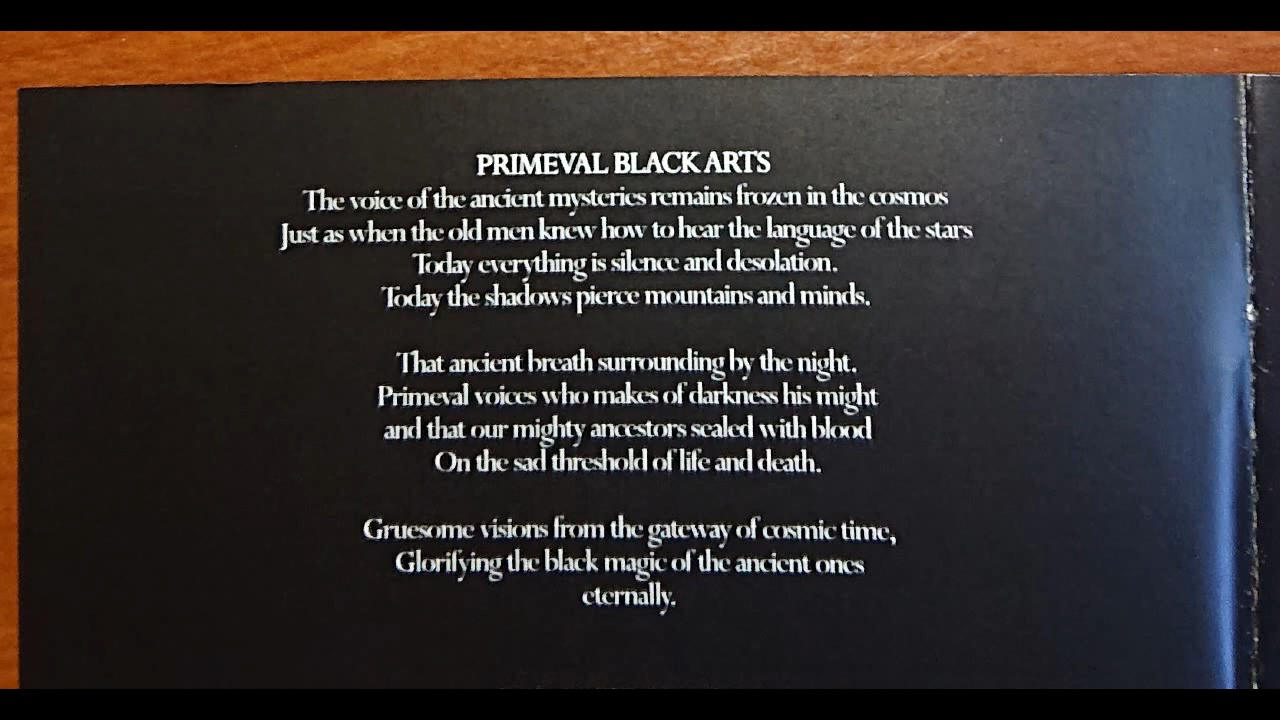 PRIMEVAL BLACK ARTS
The voice of the ancient mysteries remains frozen in the cosmos
Just as when the old men knew how to hear the language of the stars
Today everything is silence and desolation.
Today the shadows pierce mountains and minds.
That ancient breath surrounding by the night.
Primeval voices who makes of darkness his might
and that our mighty ancestors sealed with blood
On the sad threshold of life and death.
Gruesome visions from the gateway of cosmic time,
Glorifying the black magic of the ancient ones
eternally.